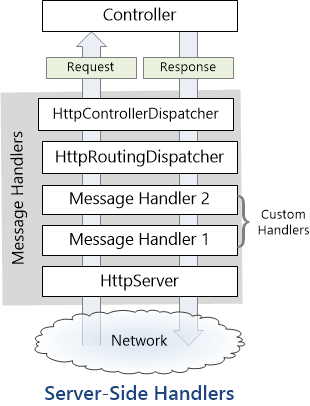 Controller
Request
Response
Message Handlers
HttpControllerDispatcher
HttpRoutingDispatcher
Message Handler 2
Message Handler 1
Custom
Handlers
HttpServer
Network
Server-Side Handlers